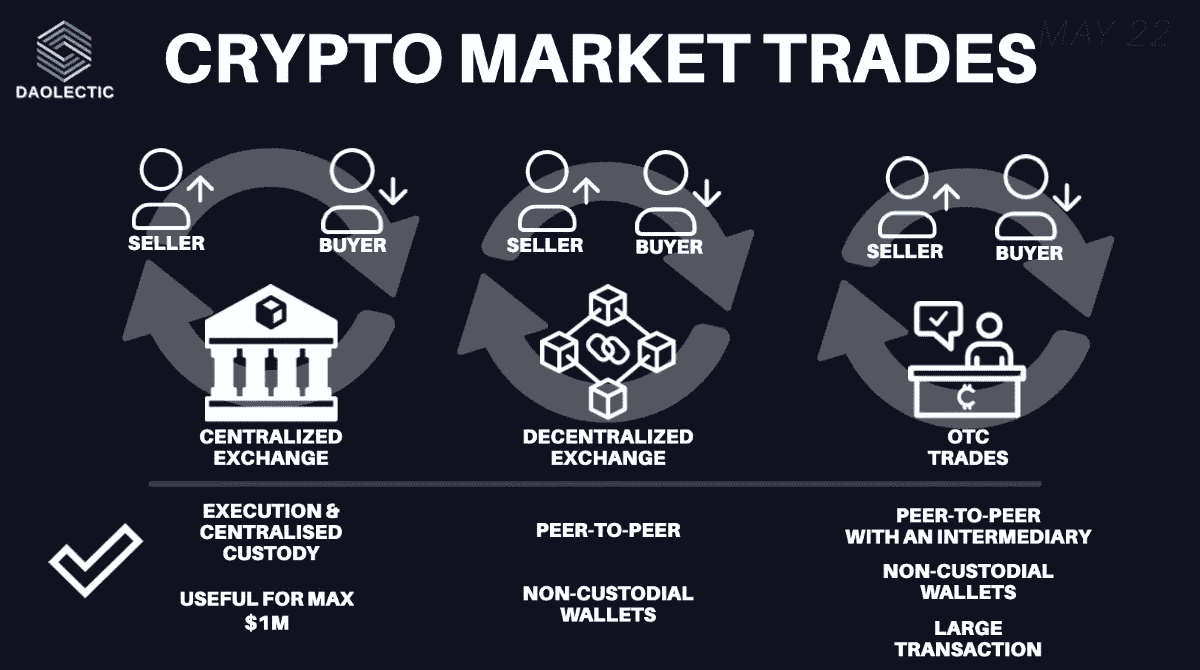 DAOLECTIC
CRYPTO MARKET TRADES
MAY 22
SELLER
BUYER
SELLER
BUYER
SELLER
BUYER
CENTRALIZED
EXCHANGE
DECENTRALIZED
EXCHANGE
OTC
TRADES
EXECUTION &
CENTRALISED
CUSTODY
USEFUL FOR MAX
$1M
PEER-TO-PEER
NON-CUSTODIAL
WALLETS
PEER-TO-PEER
WITH AN INTERMEDIARY
NON-CUSTODIAL
WALLETS
LARGE
TRANSACTION